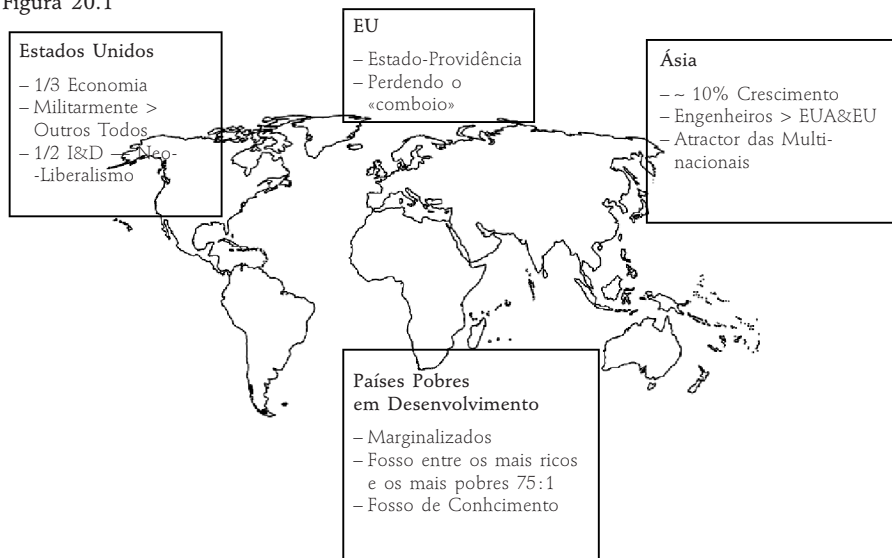 Figura 20.1
Estados Unidos
– 1/3 Economia
– Militarmente >
Outros Todos
– 1/2 I&D — Neo-
-Liberalismo
EU
– Estado-Providência
– Perdendo o
«comboio»
Ásia
– ~ 10% Crescimento
– Engenheiros > EUA&EU
– Atractor das Multi-
nacionais
Países Pobres
em Desenvolvimento
– Marginalizados
– Fosso entre os mais ricos
e os mais pobres 75:1
– Fosso de Conhcimento